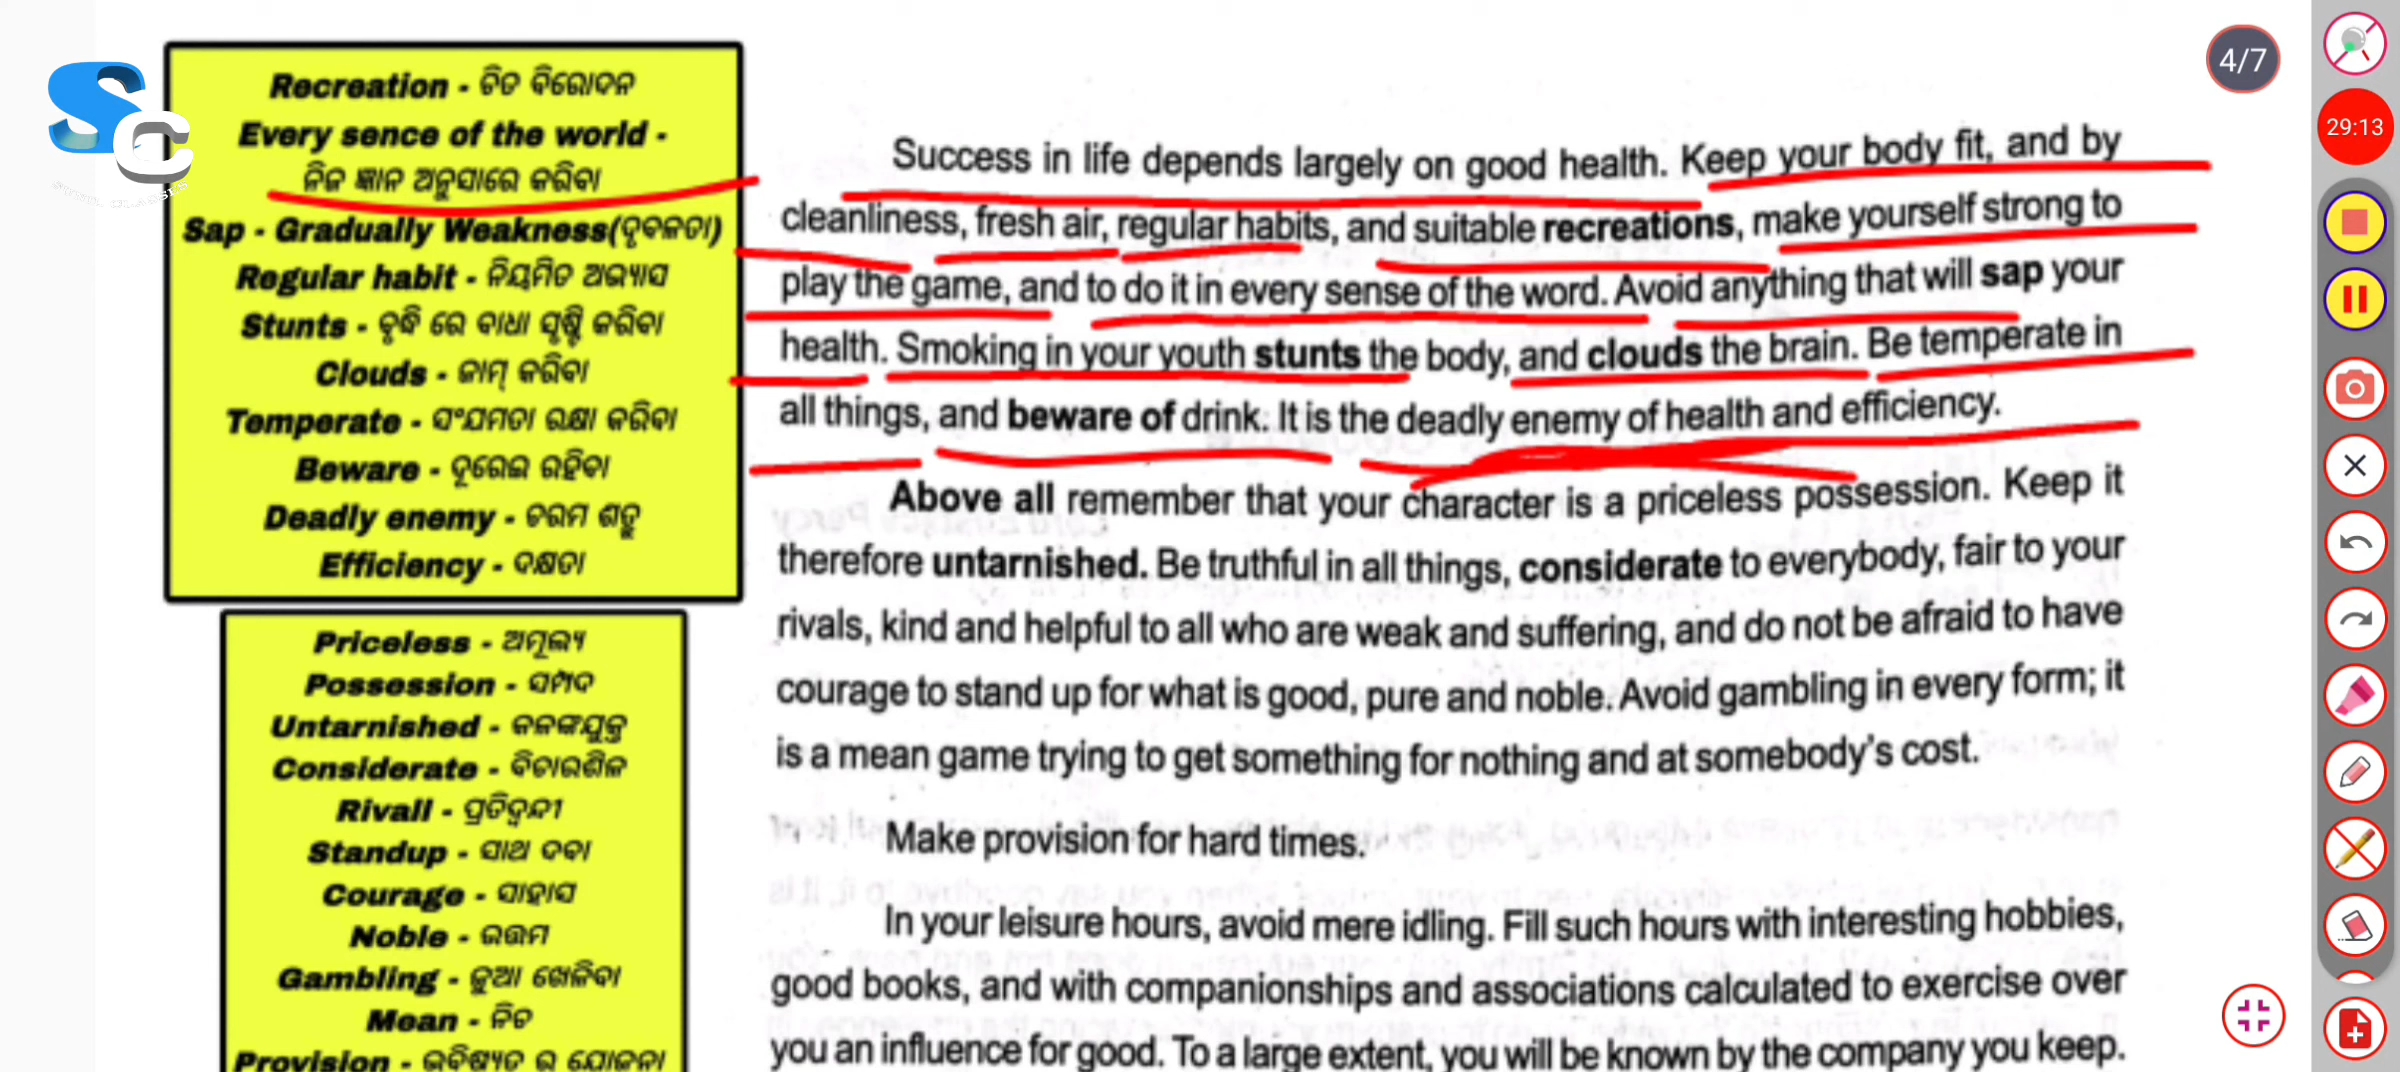 Recreation - ଚିତ ବିରୋଦନ
Every sence of the world -
ନିଜ ଜ୍ଞାନ ଅନୁସାରେ କରିବା
Sap - Gradually Weakness(ଦୂବଳତା)
Regular habit - ନିୟମିତ ଅଭ୍ୟାସ
Stunts - ବୃଦ୍ଧି ରେ ବାଧା ସୃଷ୍ଟି କରିବା
Clouds - ଜାମ୍ କରିବା
Temperate - ସଂଯମତା ରକ୍ଷା କରିବା
Beware - ଦୂରେଇ ରହିବା
Deadly enemy - ଚରମ ଶତ୍ରୁ
Efficiency - ଦକ୍ଷତା
Priceless - ଅମୂଲ୍ୟ
Possession - ସମ୍ପଦ
Untarnished - କଳଙ୍କଯୁକ୍ତ
Considerate - ବିଚାରଶିଳ
Rivall - ପ୍ରତିଦ୍ୱନ୍ଦୀ
Standup - ସାଥ ଦବା
Courage - ସାହାସ
Noble - ଉତ୍ତମ
Gambling - ଜୁଆ ଖେଳିବା
Mean - ନିଚ
Provision - ଭବିଷ୍ୟତ ର ଯୋଜନା
SC
4/7
29:13
Success in life depends largely on good health. Keep your body fit, and by
cleanliness, fresh air, regular habits, and suitable recreations, make yourself strong to
play the game, and to do it in every sense of the word. Avoid anything that will sap your
health. Smoking in your youth stunts the body, and clouds the brain. Be temperate in
all things, and beware of drink. It is the deadly enemy of health and efficiency.
Above all remember that your character is a priceless possession. Keep it
therefore untarnished. Be truthful in all things, considerate to everybody, fair to your
rivals, kind and helpful to all who are weak and suffering, and do not be afraid to have
courage to stand up for what is good, pure and noble. Avoid gambling in every form; it
is a mean game trying to get something for nothing and at somebody's cost.
Make provision for hard times.
In your leisure hours, avoid mere idling. Fill such hours with interesting hobbies,
good books, and with companionships and associations calculated to exercise over
you an influence for good. To a large extent, you will be known by the company you keep.